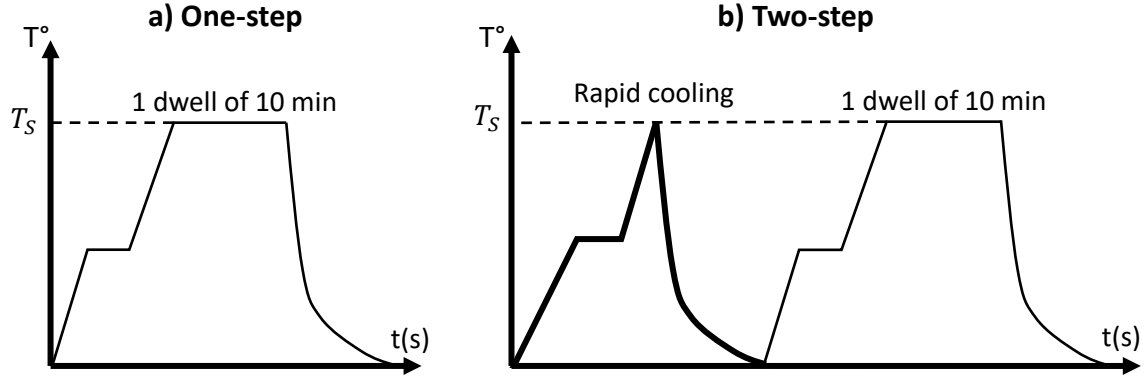 a) One-step
T°
1 dwell of 10 min
T_S
t(s)
b) Two-step
T°
Rapid cooling
1 dwell of 10 min
T_S
t(s)